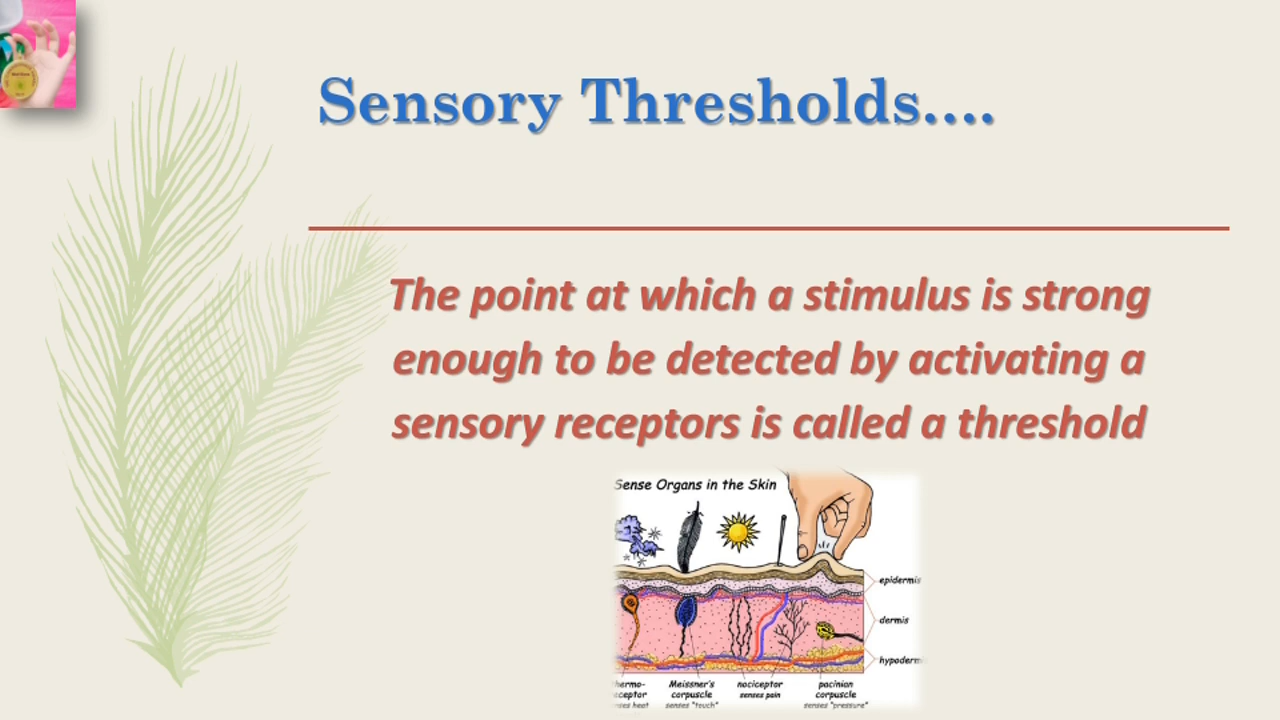 Sensory Thresholds....
The point at which a stimulus is strong
enough to be detected by activating a
sensory receptors is called a threshold
Sense Organs in the Skin
epidermis
dermis
hypoderm
Meissner's
corpuscle
senses "touch"
nociceptor
senses pain
pacinian
corpuscle
senses "pressure"